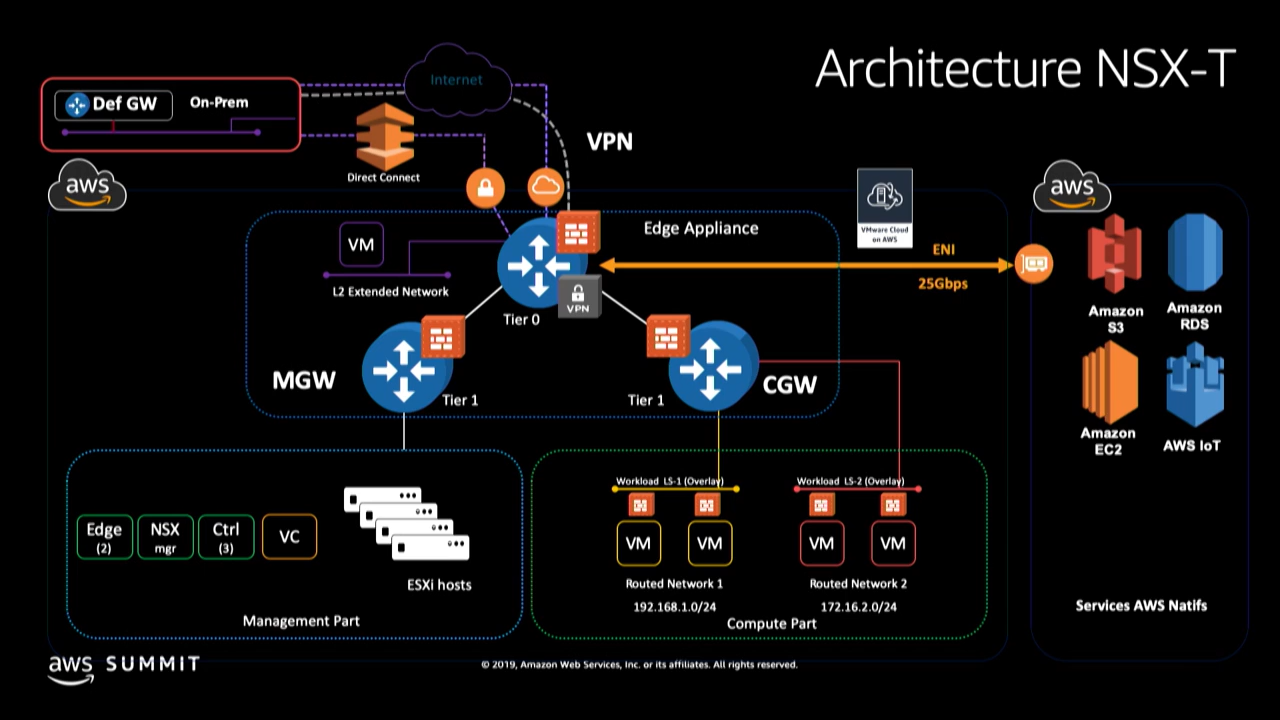 Architecture NSX-T
Internet
Def GW
On-Prem
VPN
Direct Connect
aws
aws
VMware Cloud
on AWS
Edge Appliance
VM
L2 Extended Network
ENI
25Gbps
VPN
Tier 0
Amazon
S3
Amazon
RDS
MGW
Tier 1
Tier 1
CGW
Amazon
EC2
AWS IoT
Workload LS-1 (Overlay)
Workload LS-2 (Overlay)
Edge
(2)
NSX
mgr
Ctrl
(3)
VC
VM
VM
VM
VM
ESXi hosts
Routed Network 1
192.168.1.0/24
Routed Network 2
172.16.2.0/24
Management Part
Compute Part
Services AWS Natifs
aws SUMMIT
© 2019, Amazon Web Services, Inc. or its affiliates. All rights reserved.